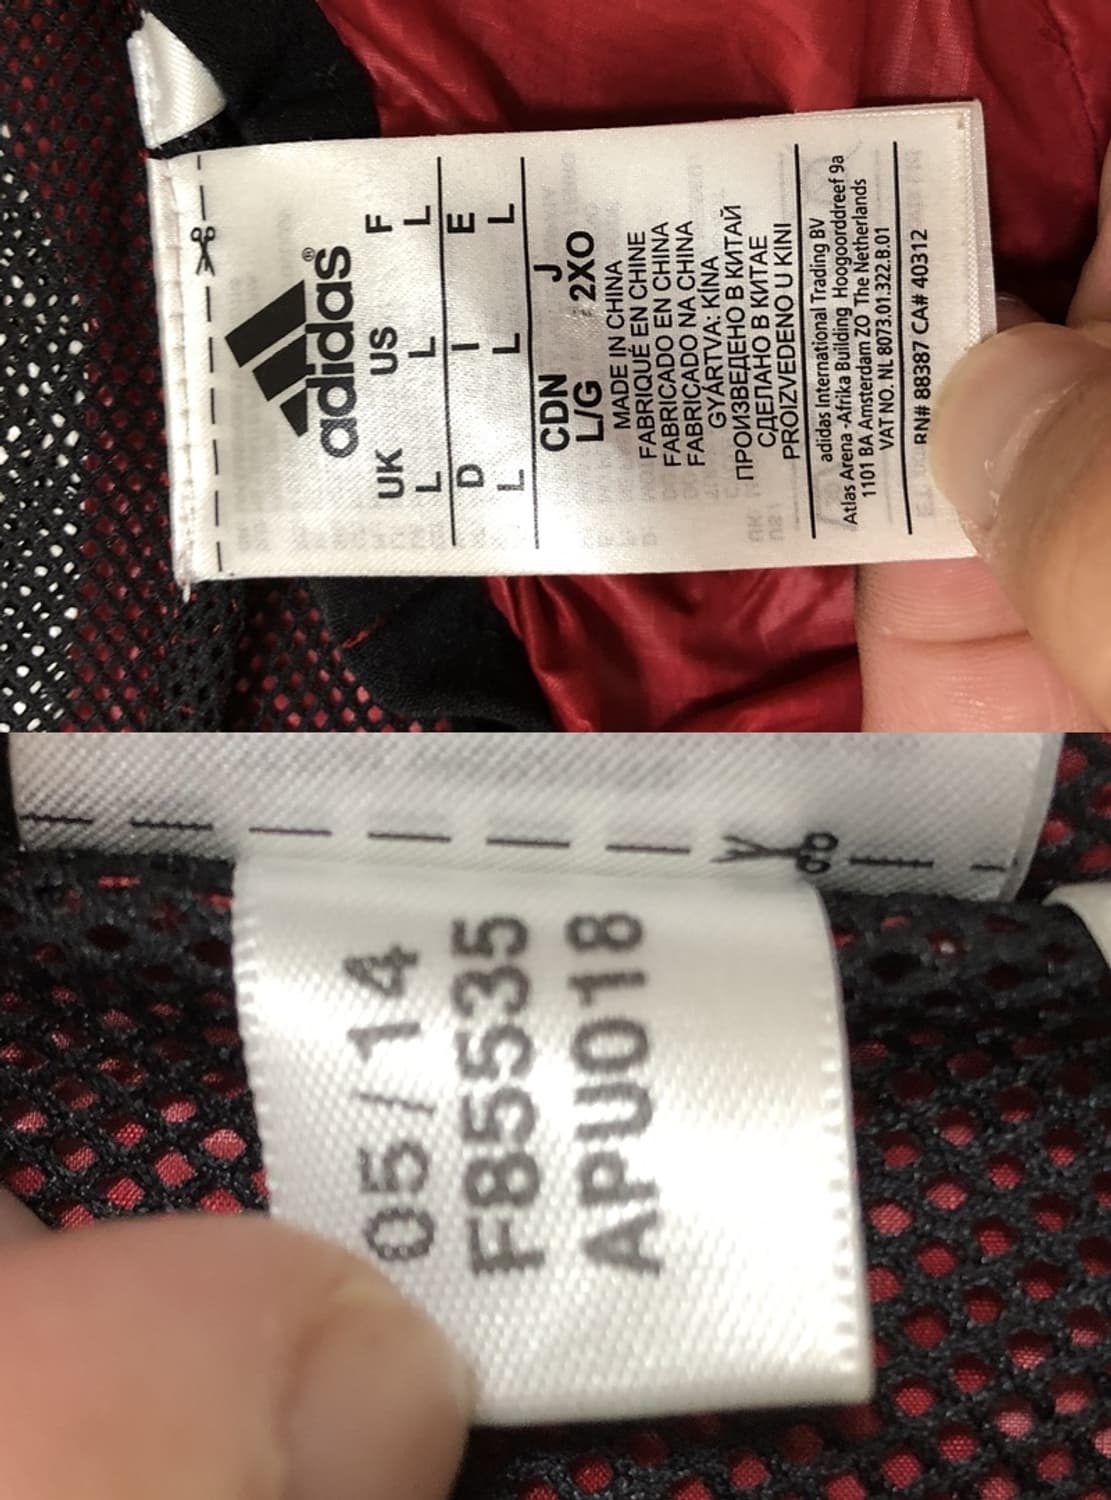 adidas®
UK US F
L L L
D I E
L L L
CDN J
L/G 2XO
MADE IN CHINA
FABRIQUÉ EN CHINE
FABRICADO EN CHINA
FABRICADO NA CHINA
GYÁRTVA: KÍNA
ПРОИЗВЕДЕНО В КИТАЙ
СДЕЛАНО В КИТАЕ
PROIZVEDENO U KINI
adidas International Trading BV
Atlas Arena -Afrika Building Hoogoorddreef 9a
1101 BA Amsterdam ZO The Netherlands
VAT NO. NL 8073.01.322.B.01
RN# 88387 CA# 40312
05/14
F85535
APU018